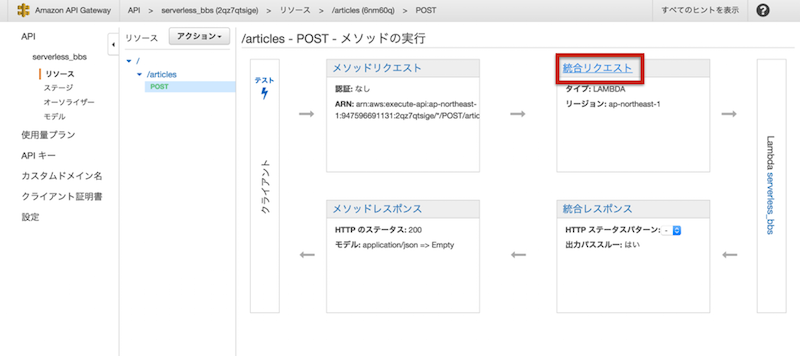 Amazon API Gateway
API > serverless_bbs (2qz7qtsige) > リソース > /articles (6nm60q) > POST
すべてのヒントを表示
?
API
serverless_bbs
リソース
ステージ
オーソライザー
モデル
使用量プラン
API キー
カスタムドメイン名
クライアント証明書
設定
リソース
アクション
/
/articles
POST
/articles - POST - メソッドの実行
テスト
クライアント
メソッドリクエスト
認証: なし
ARN: arn:aws:execute-api:ap-northeast-
1:947596691131:2qz7qtsige/*/POST/artic
統合リクエスト
タイプ: LAMBDA
リージョン: ap-northeast-1
メソッドレスポンス
HTTP のステータス: 200
モデル: application/json => Empty
統合レスポンス
HTTP ステータスパターン: -
出力パススルー: はい
Lambda serverless_bbs